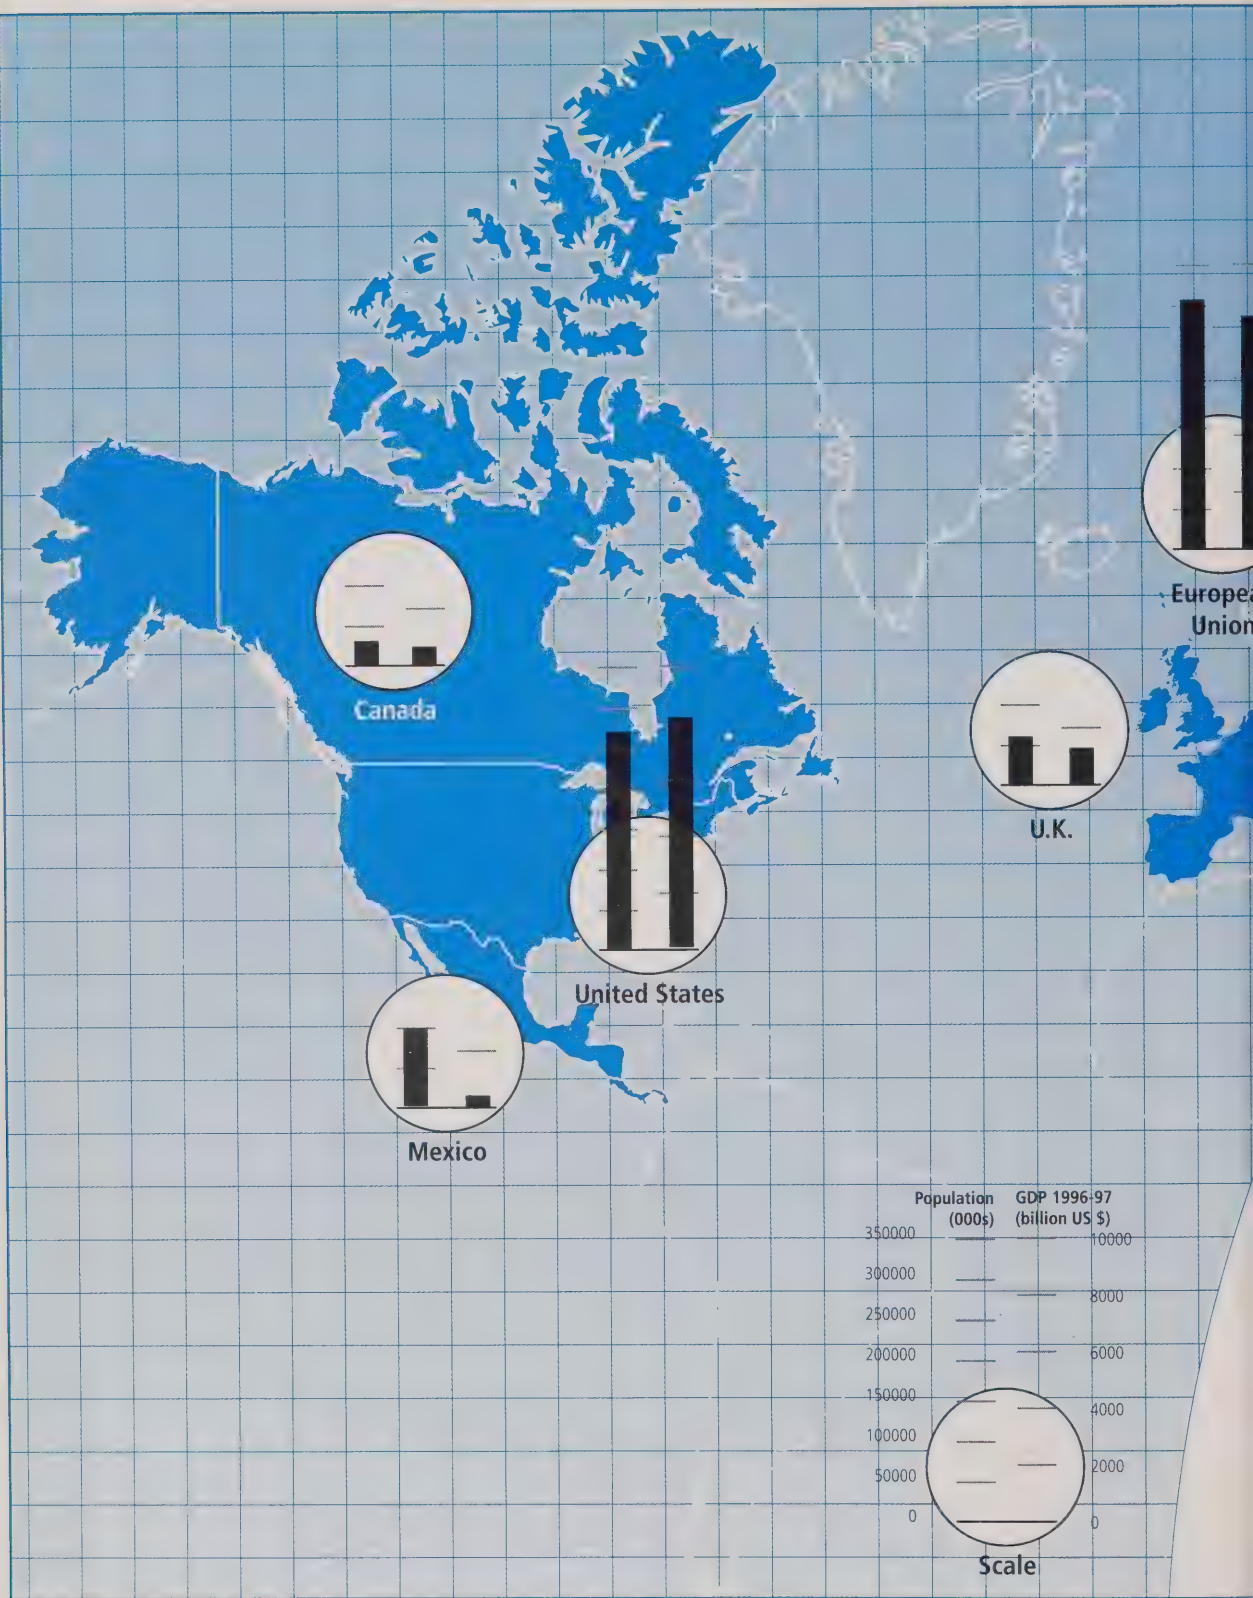 Europea
Union
Canada
U.K.
United States
Mexico
Population GDP 1996-97
(000s) (billion US $)
350000 10000
300000
8000
250000
200000 6000
150000
4000
100000
2000
50000
0 0
Scale